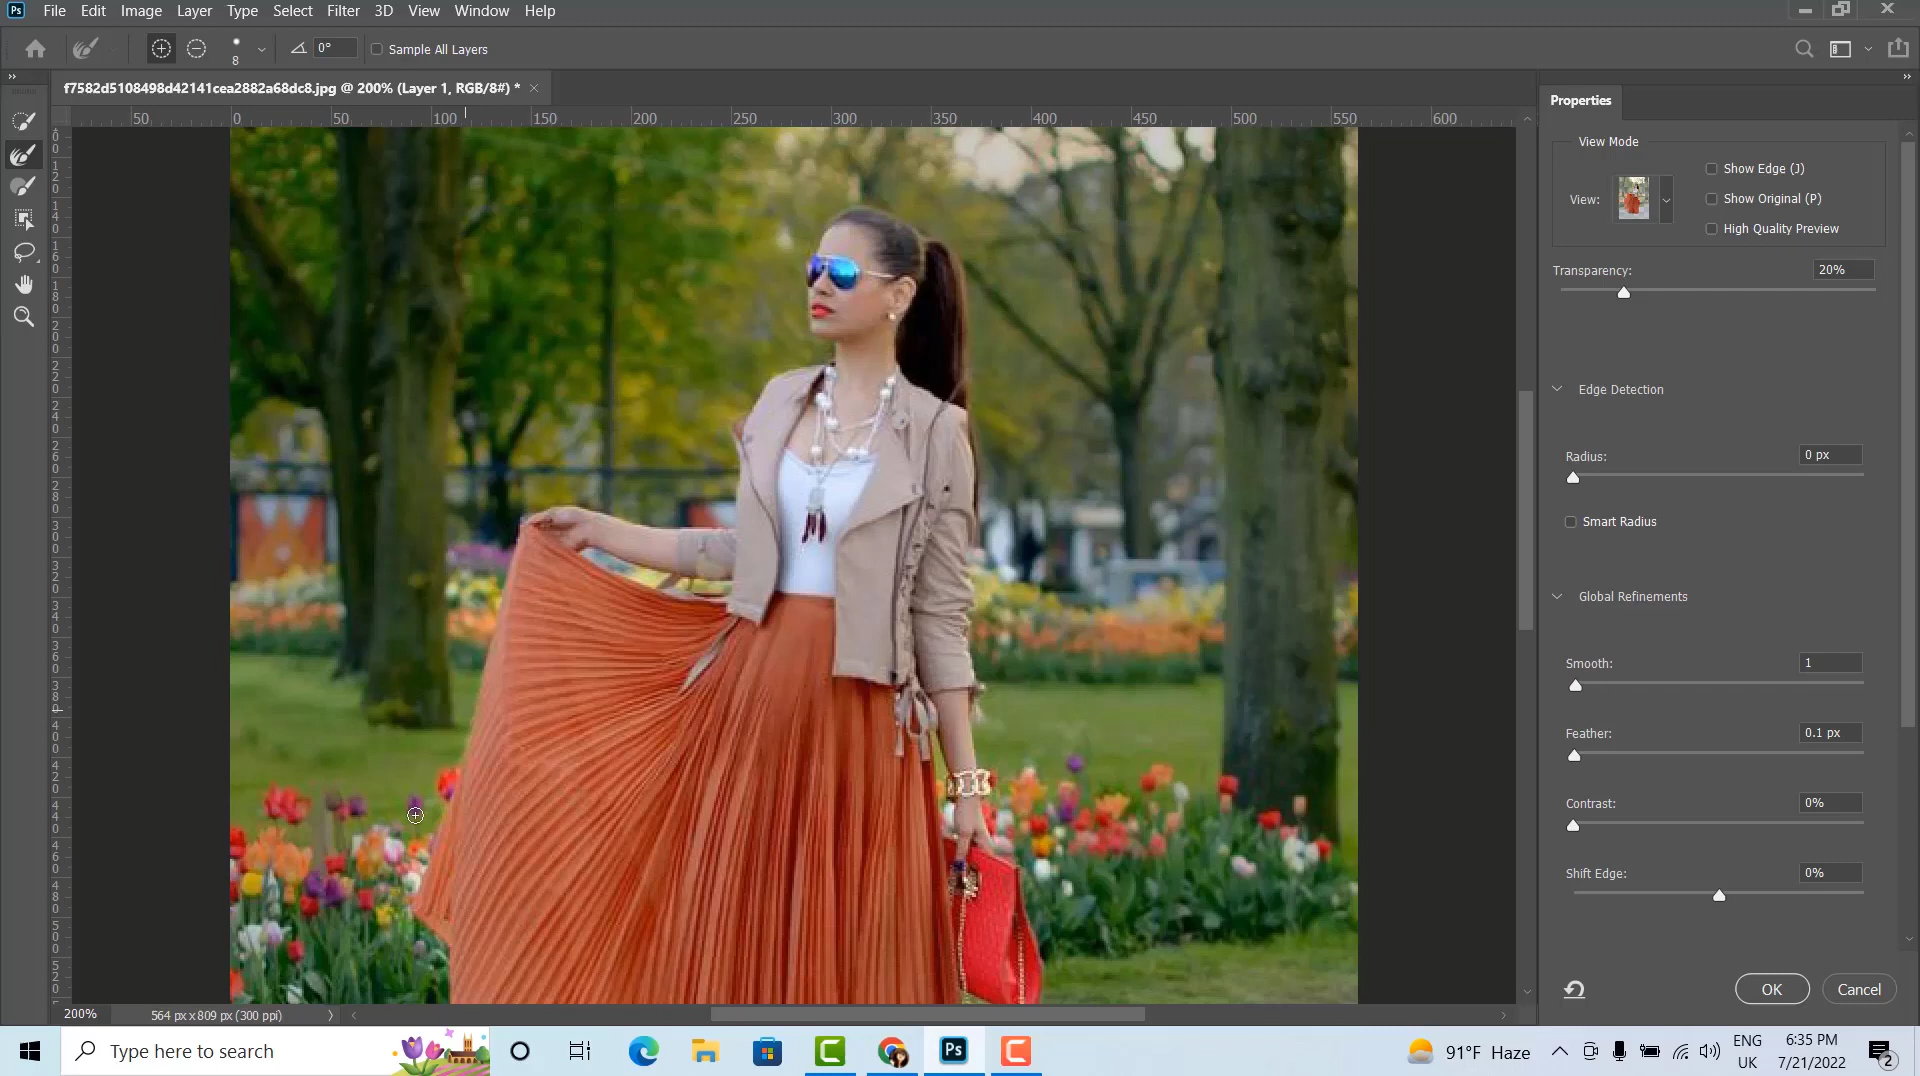 Ps File Edit Image Layer Type Select Filter 3D View Window Help
8 0° Sample All Layers
f7582d5108498d42141cea2882a68dc8.jpg @ 200% (Layer 1, RGB/8#) *
50 0 50 100 150 200 250 300 350 400 450 500 550 600
Properties
View Mode
View:
Show Edge (J)
Show Original (P)
High Quality Preview
Transparency: 20%
Edge Detection
Radius: 0 px
Smart Radius
Global Refinements
Smooth: 1
Feather: 0.1 px
Contrast: 0%
Shift Edge: 0%
OK Cancel
200% 564 px x 809 px (300 ppi)
Type here to search
Ps
91°F Haze
ENG
UK
6:35 PM
7/21/2022
2